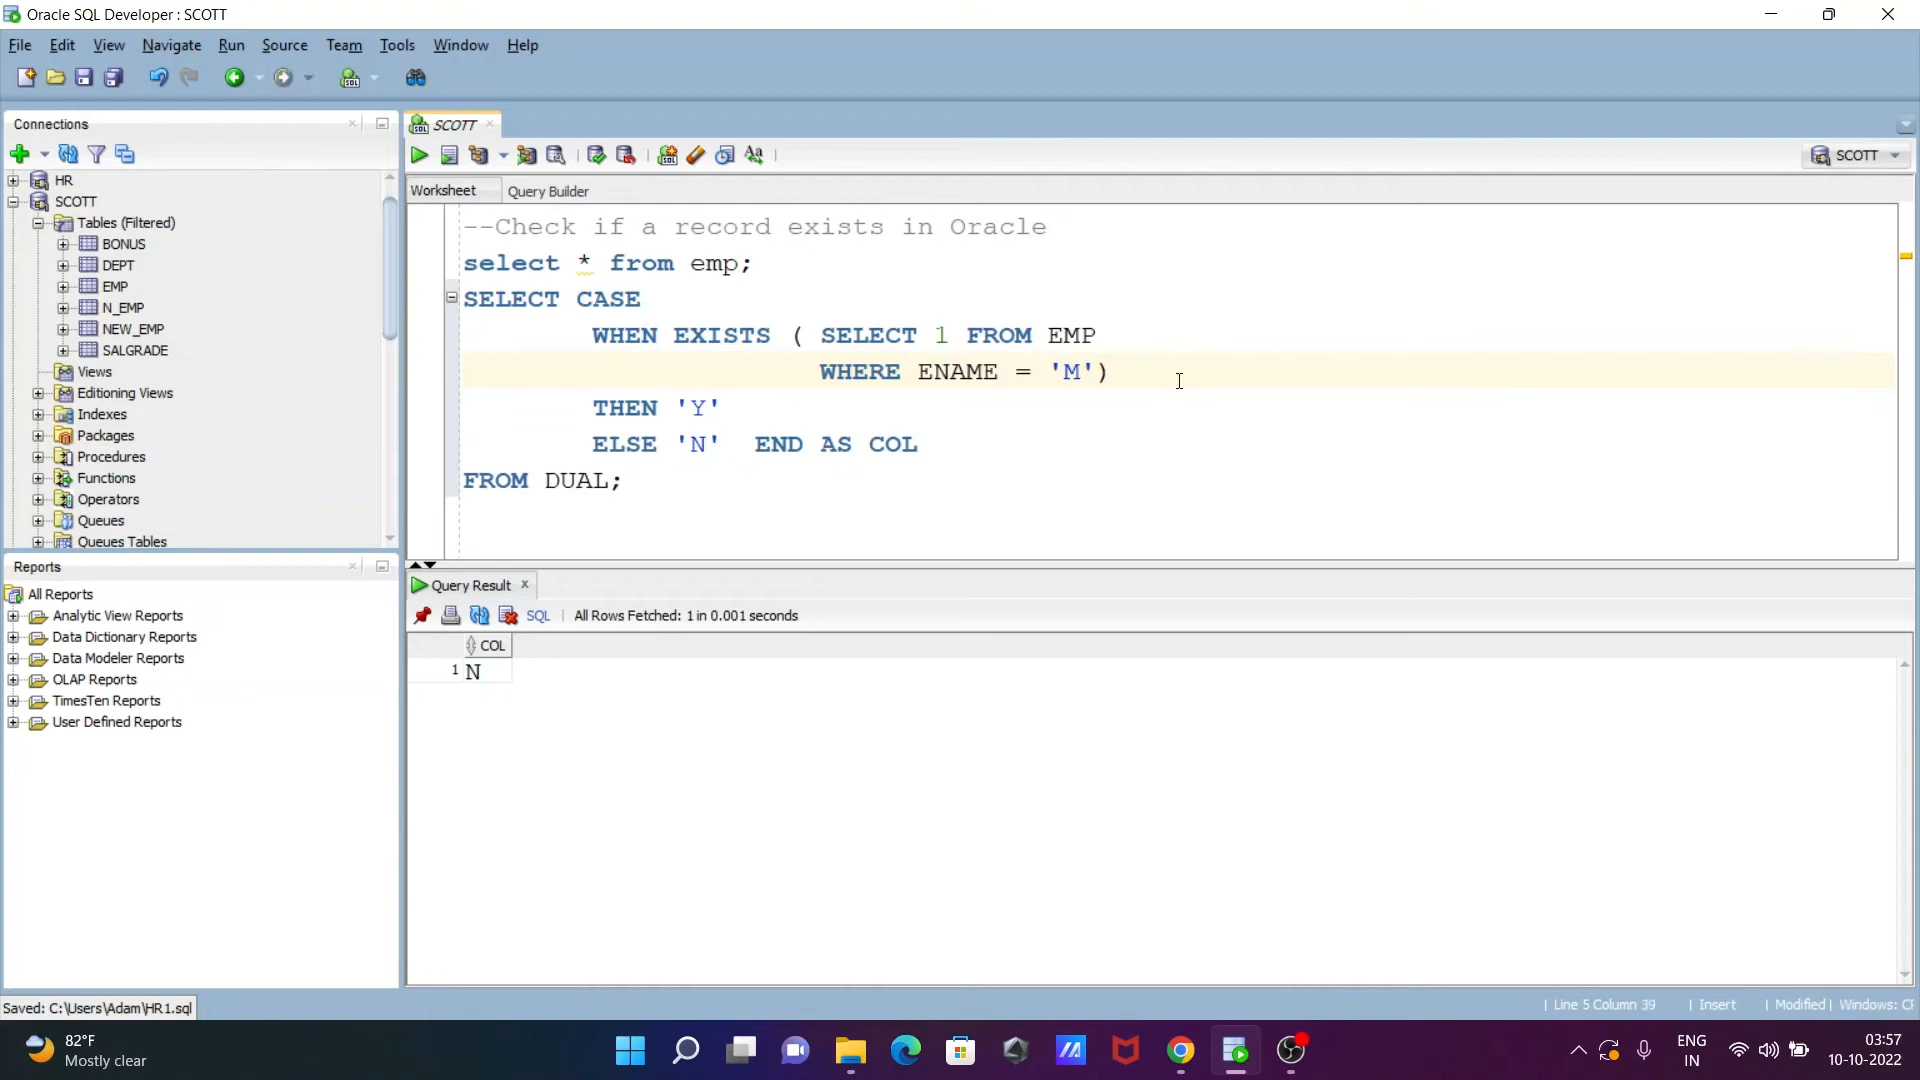 Oracle SQL Developer : SCOTT
File Edit View Navigate Run Source Team Tools Window Help
Connections
HR
SCOTT
Tables (Filtered)
BONUS
DEPT
EMP
N_EMP
NEW_EMP
SALGRADE
Views
Editioning Views
Indexes
Packages
Procedures
Functions
Operators
Queues
Queues Tables
Reports
All Reports
Analytic View Reports
Data Dictionary Reports
Data Modeler Reports
OLAP Reports
TimesTen Reports
User Defined Reports
SCOTT
SCOTT
Worksheet Query Builder
--Check if a record exists in Oracle
select * from emp;
SELECT CASE
WHEN EXISTS ( SELECT 1 FROM EMP
WHERE ENAME = 'M')
THEN 'Y'
ELSE 'N' END AS COL
FROM DUAL;
Query Result
SQL | All Rows Fetched: 1 in 0.001 seconds
COL
1 N
Saved: C:\Users\Adam\HR1.sql
| Line 5 Column 39 | Insert | Modified | Windows: CF
82°F
Mostly clear
ENG
IN
03:57
10-10-2022